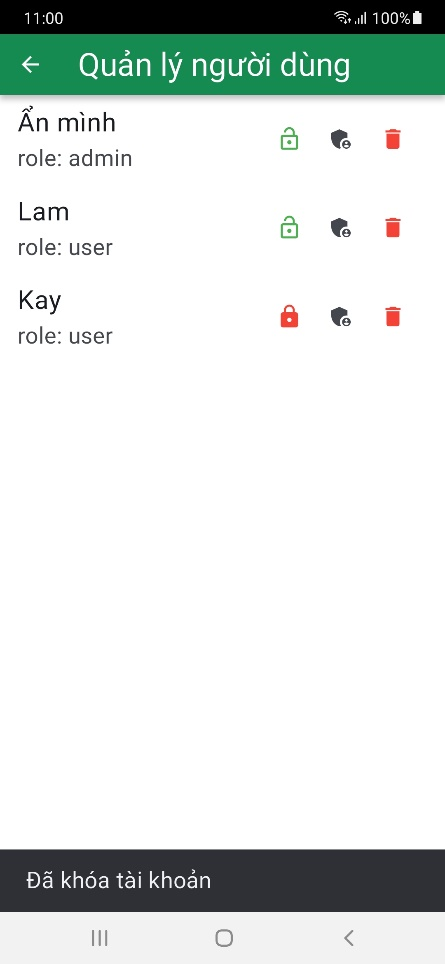 11:00
100%
Quản lý người dùng
Ẩn mình
role: admin
Lam
role: user
Kay
role: user
Đã khóa tài khoản